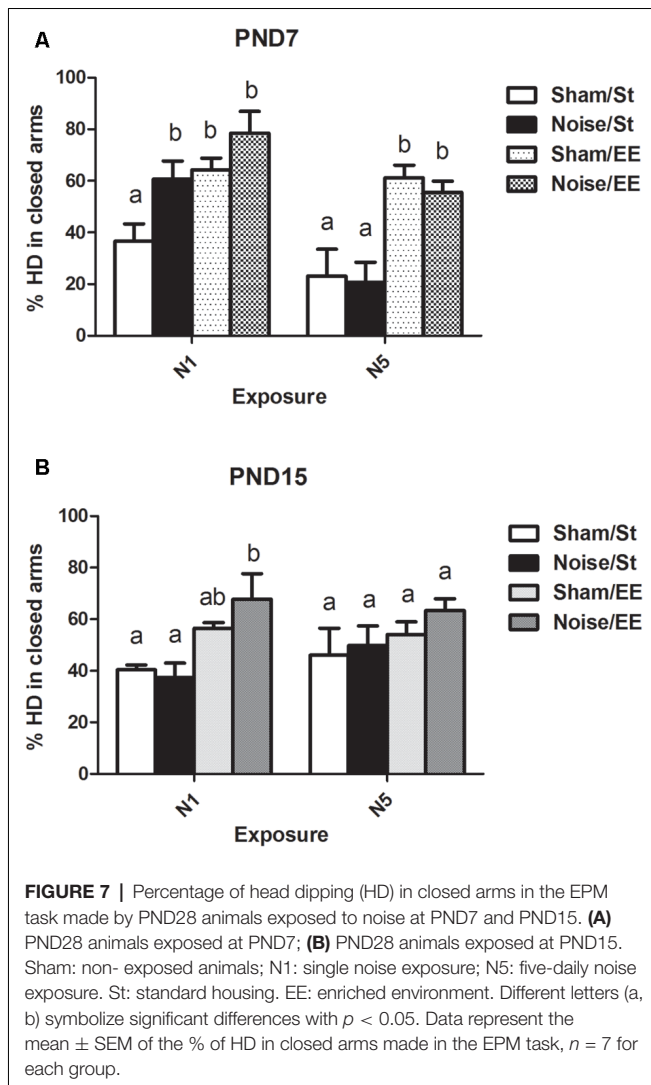 A
PND7
100
80
60
40
20
0
% HD in closed arms
a
b
b
b
a
a
b
b
N1
N5
Exposure
Sham/St
Noise/St
Sham/EE
Noise/EE
B
PND15
100
80
60
40
20
0
% HD in closed arms
a
a
ab
b
a
a
a
a
N1
N5
Exposure
Sham/St
Noise/St
Sham/EE
Noise/EE
FIGURE 7 | Percentage of head dipping (HD) in closed arms in the EPM
task made by PND28 animals exposed to noise at PND7 and PND15. (A)
PND28 animals exposed at PND7; (B) PND28 animals exposed at PND15.
Sham: non- exposed animals; N1: single noise exposure; N5: five-daily noise
exposure. St: standard housing. EE: enriched environment. Different letters (a,
b) symbolize significant differences with p < 0.05. Data represent the
mean ± SEM of the % of HD in closed arms made in the EPM task, n = 7 for
each group.